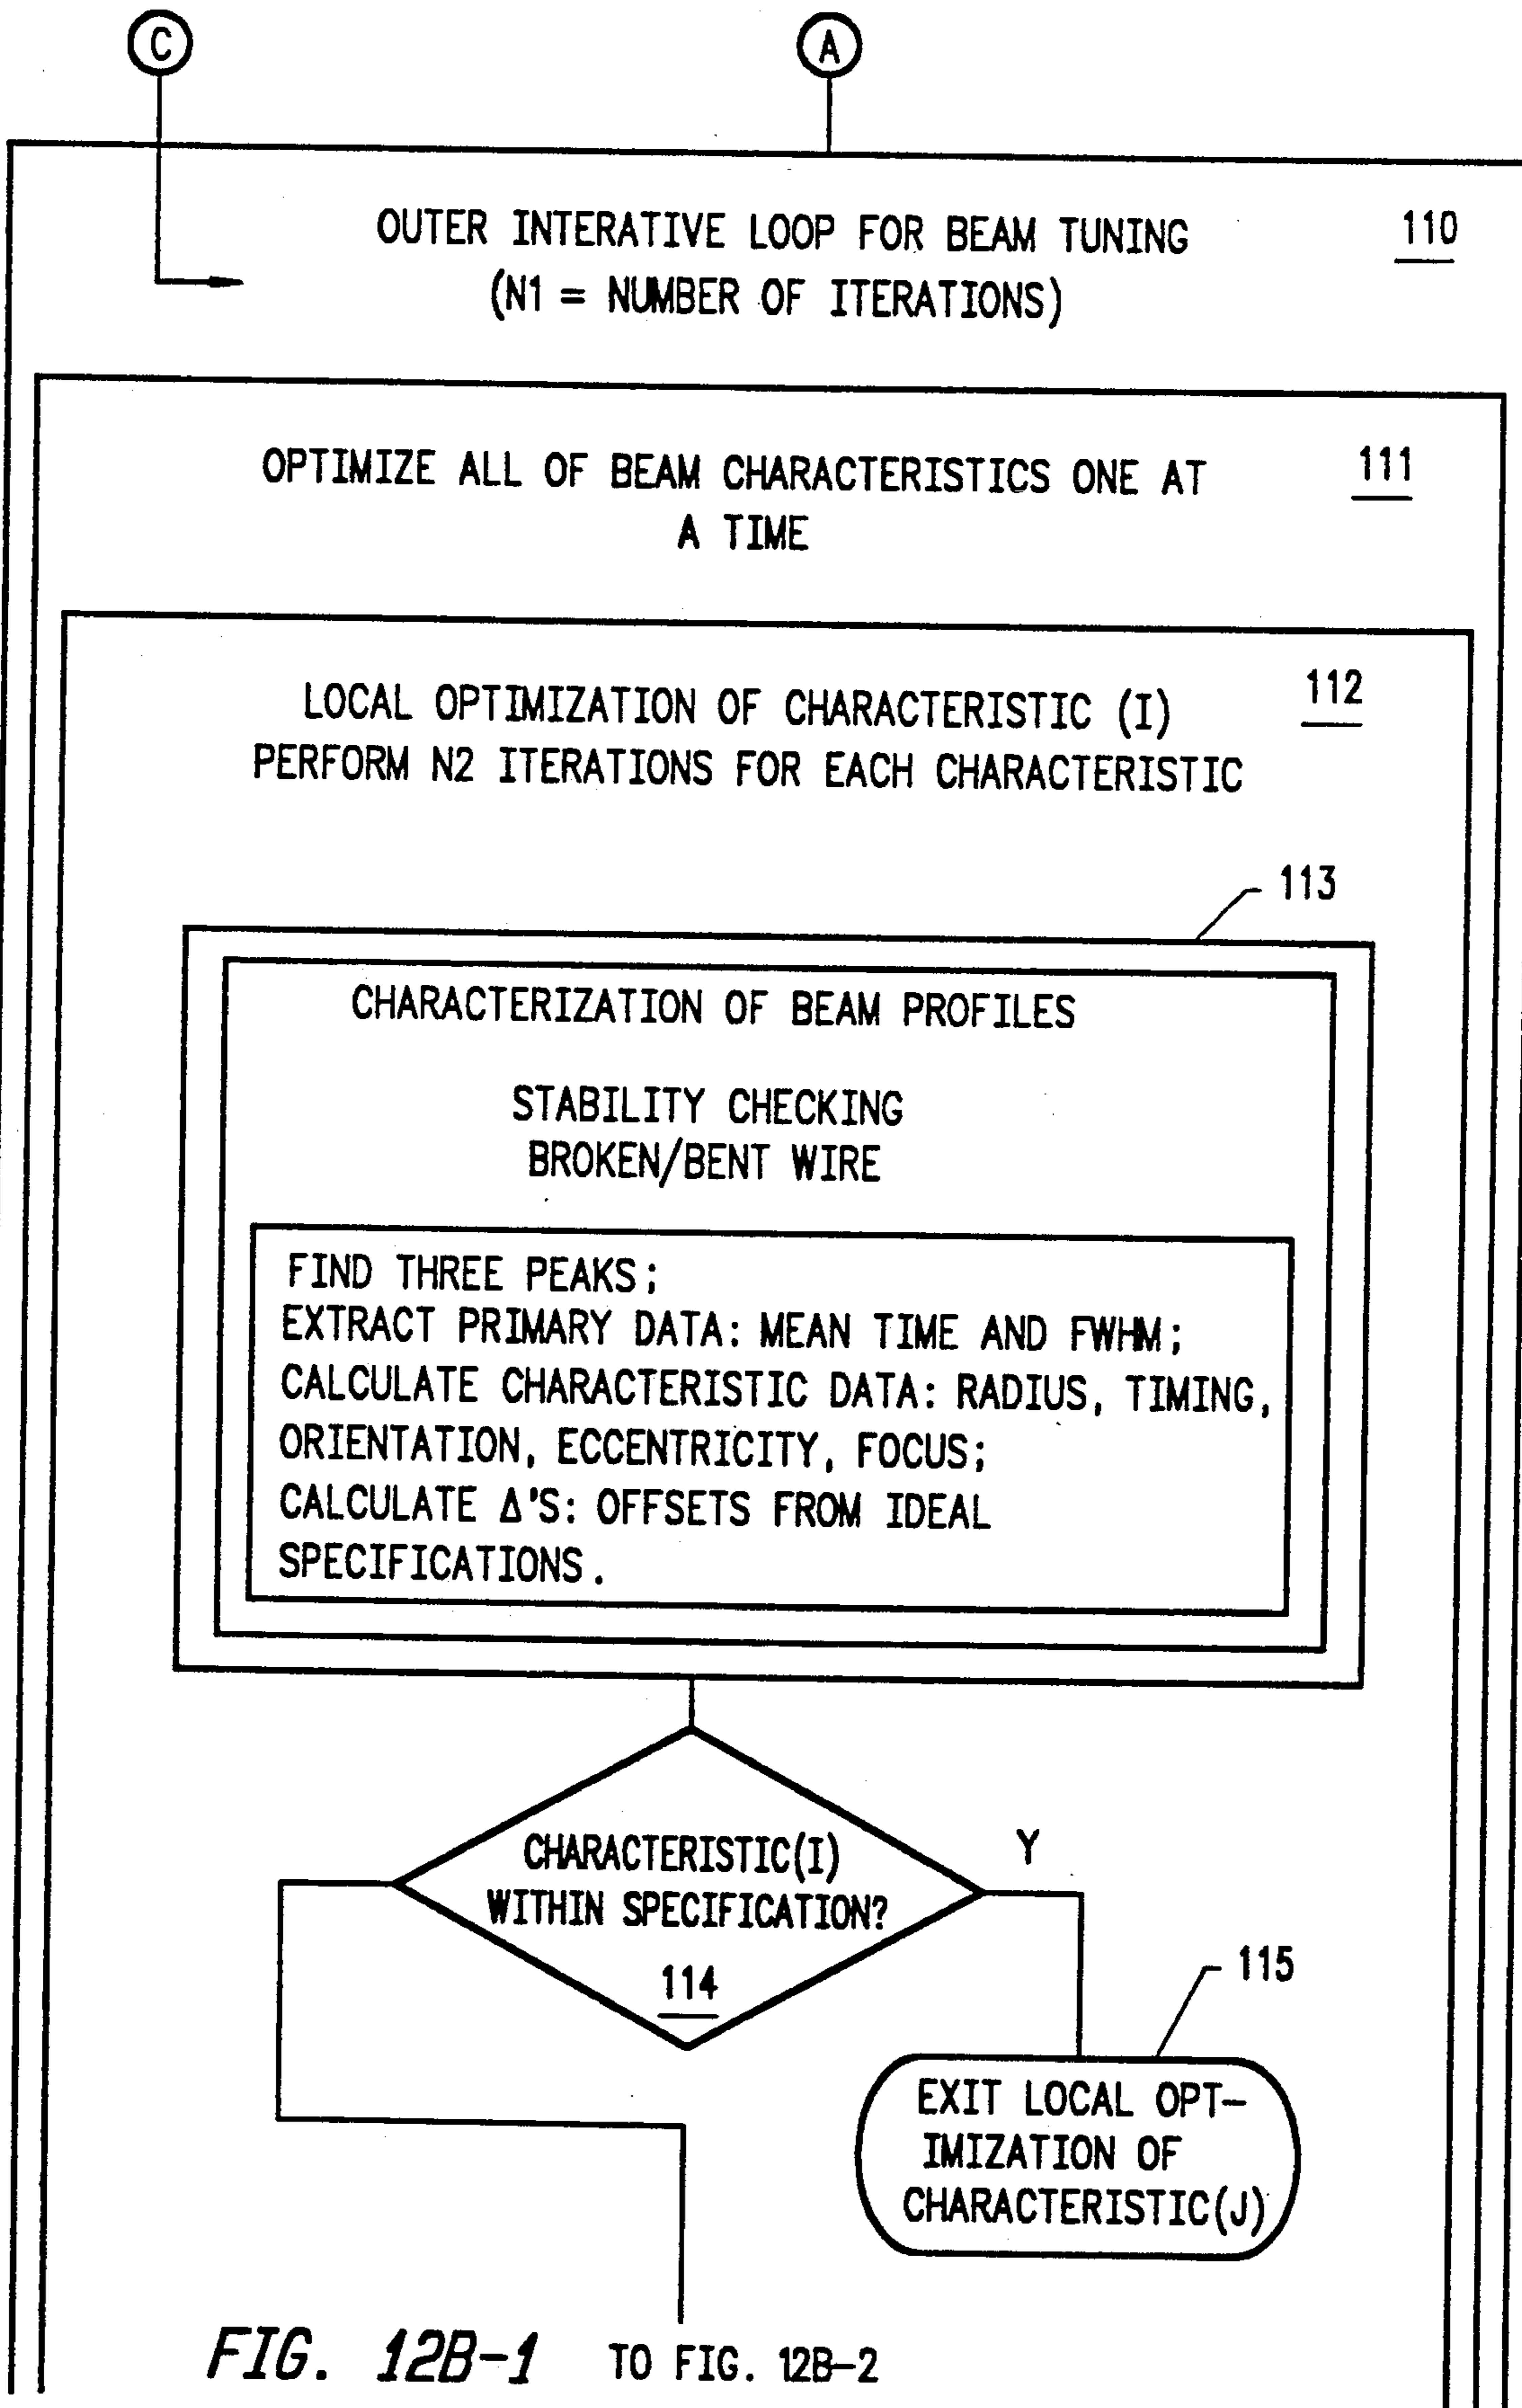 C
A
OUTER INTERATIVE LOOP FOR BEAM TUNING
110
(N1 = NUMBER OF ITERATIONS)
OPTIMIZE ALL OF BEAM CHARACTERISTICS ONE AT
111
A TIME
LOCAL OPTIMIZATION OF CHARACTERISTIC (I)
112
PERFORM N2 ITERATIONS FOR EACH CHARACTERISTIC
113
CHARACTERIZATION OF BEAM PROFILES
STABILITY CHECKING
BROKEN/BENT WIRE
FIND THREE PEAKS;
EXTRACT PRIMARY DATA: MEAN TIME AND FWHM;
CALCULATE CHARACTERISTIC DATA: RADIUS, TIMING,
ORIENTATION, ECCENTRICITY, FOCUS;
CALCULATE Δ'S: OFFSETS FROM IDEAL
SPECIFICATIONS.
CHARACTERISTIC(I)
WITHIN SPECIFICATION?
114
Y
115
EXIT LOCAL OPT-
IMIZATION OF
CHARACTERISTIC(J)
FIG. 12B-1 TO FIG. 12B-2